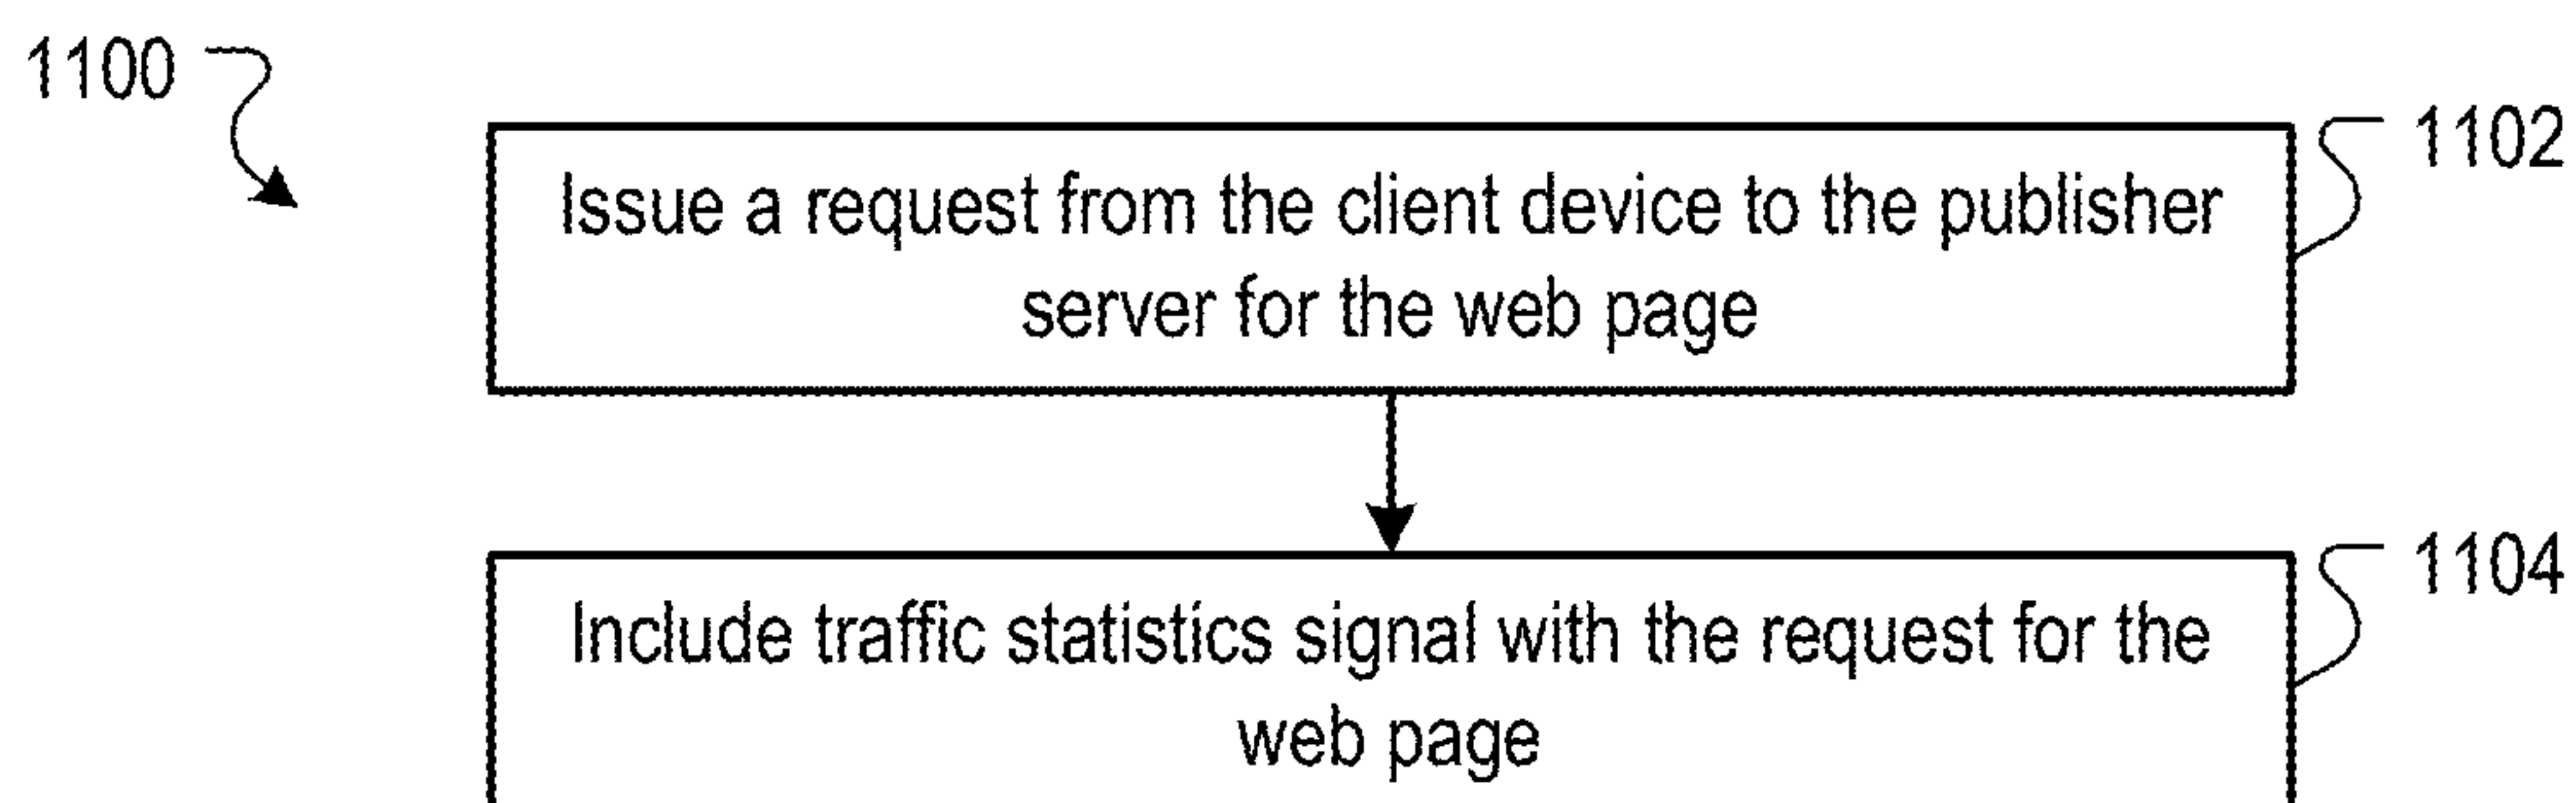 1100
1102
Issue a request from the client device to the publisher
server for the web page
1104
Include traffic statistics signal with the request for the
web page